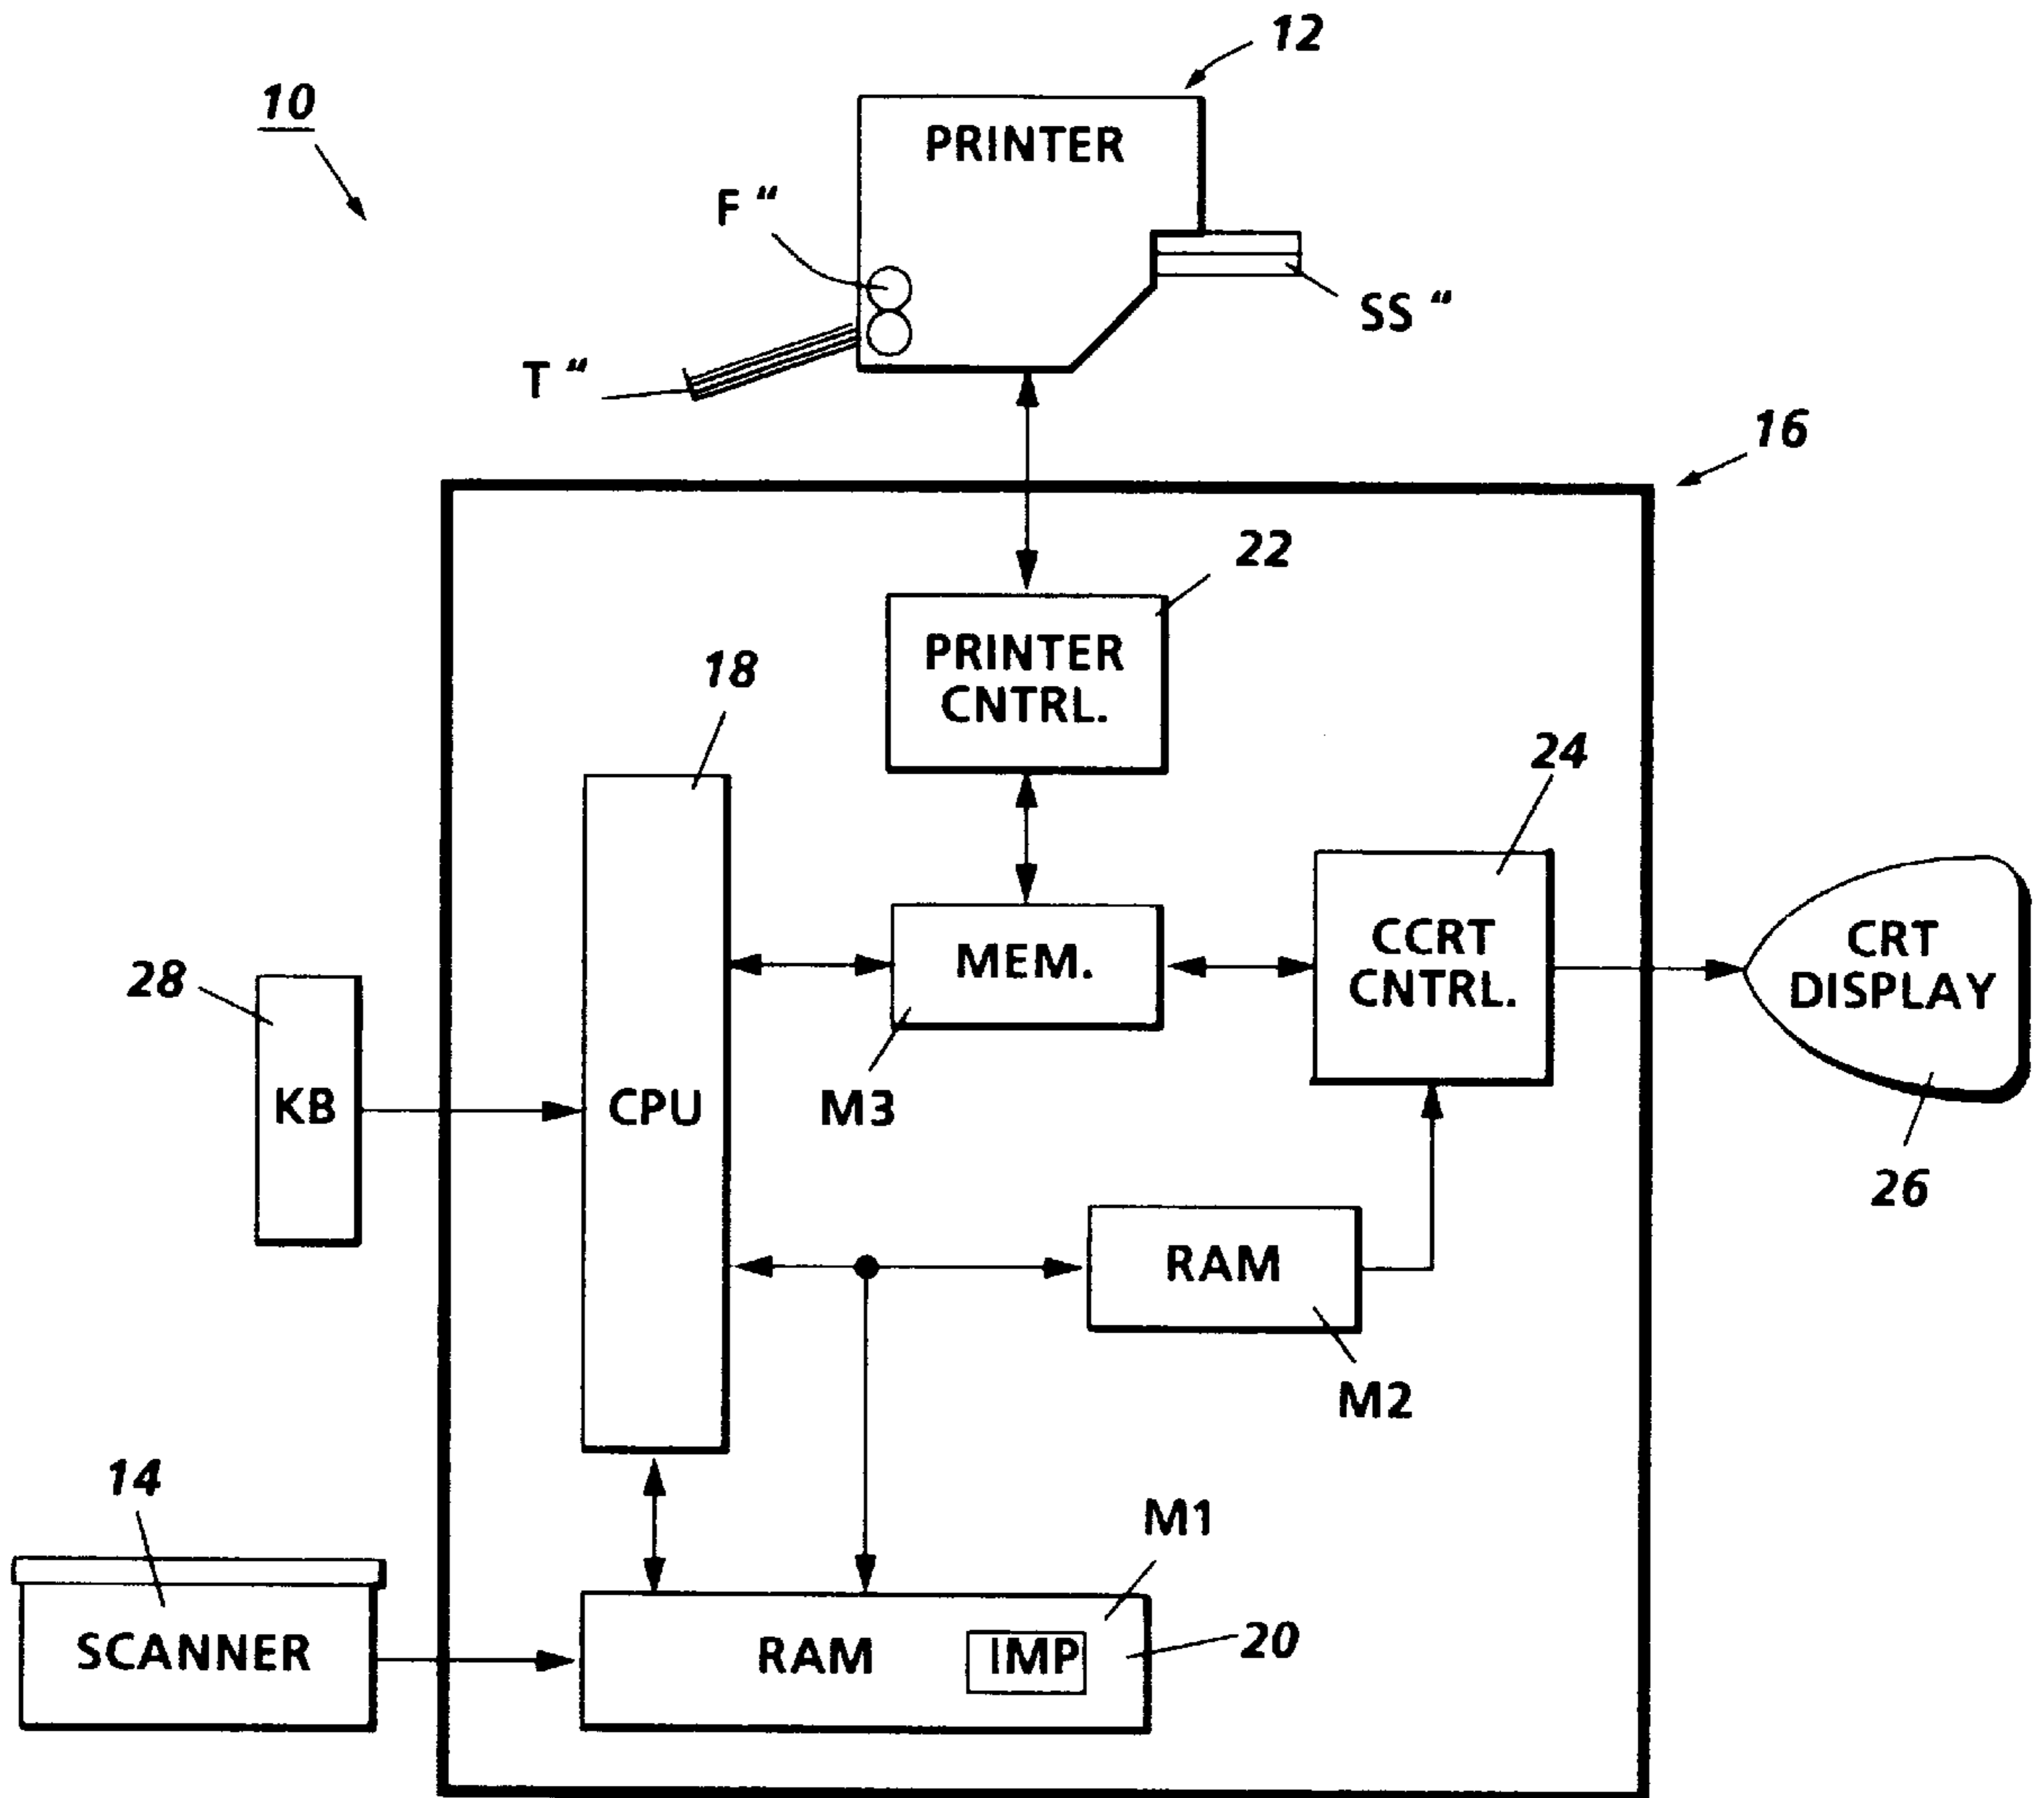 12
10
PRINTER
F"
SS"
T"
16
22
PRINTER
CNTRL.
18
24
CCRT
CNTRL.
CRT
DISPLAY
MEM.
28
KB
CPU
M3
26
RAM
M2
14
M1
SCANNER
RAM
IMP
20